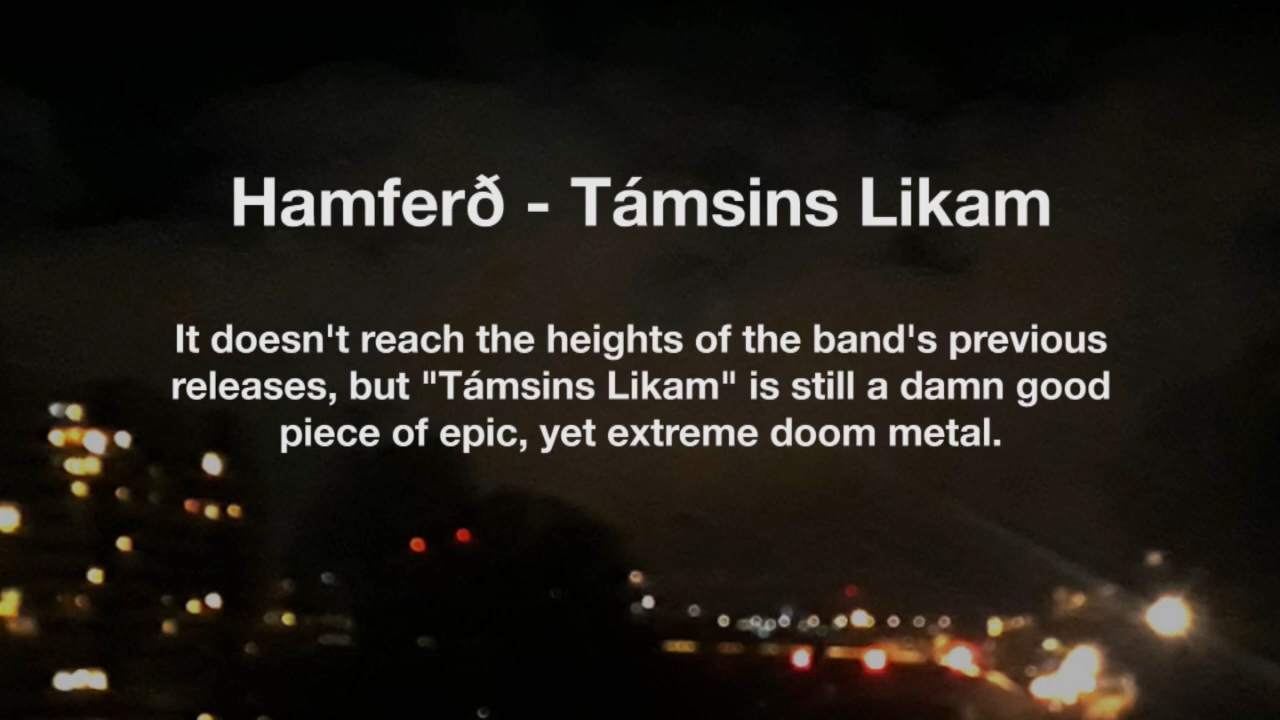 Hamferð - Támsins Likam
It doesn't reach the heights of the band's previous
releases, but "Támsins Likam" is still a damn good
piece of epic, yet extreme doom metal.